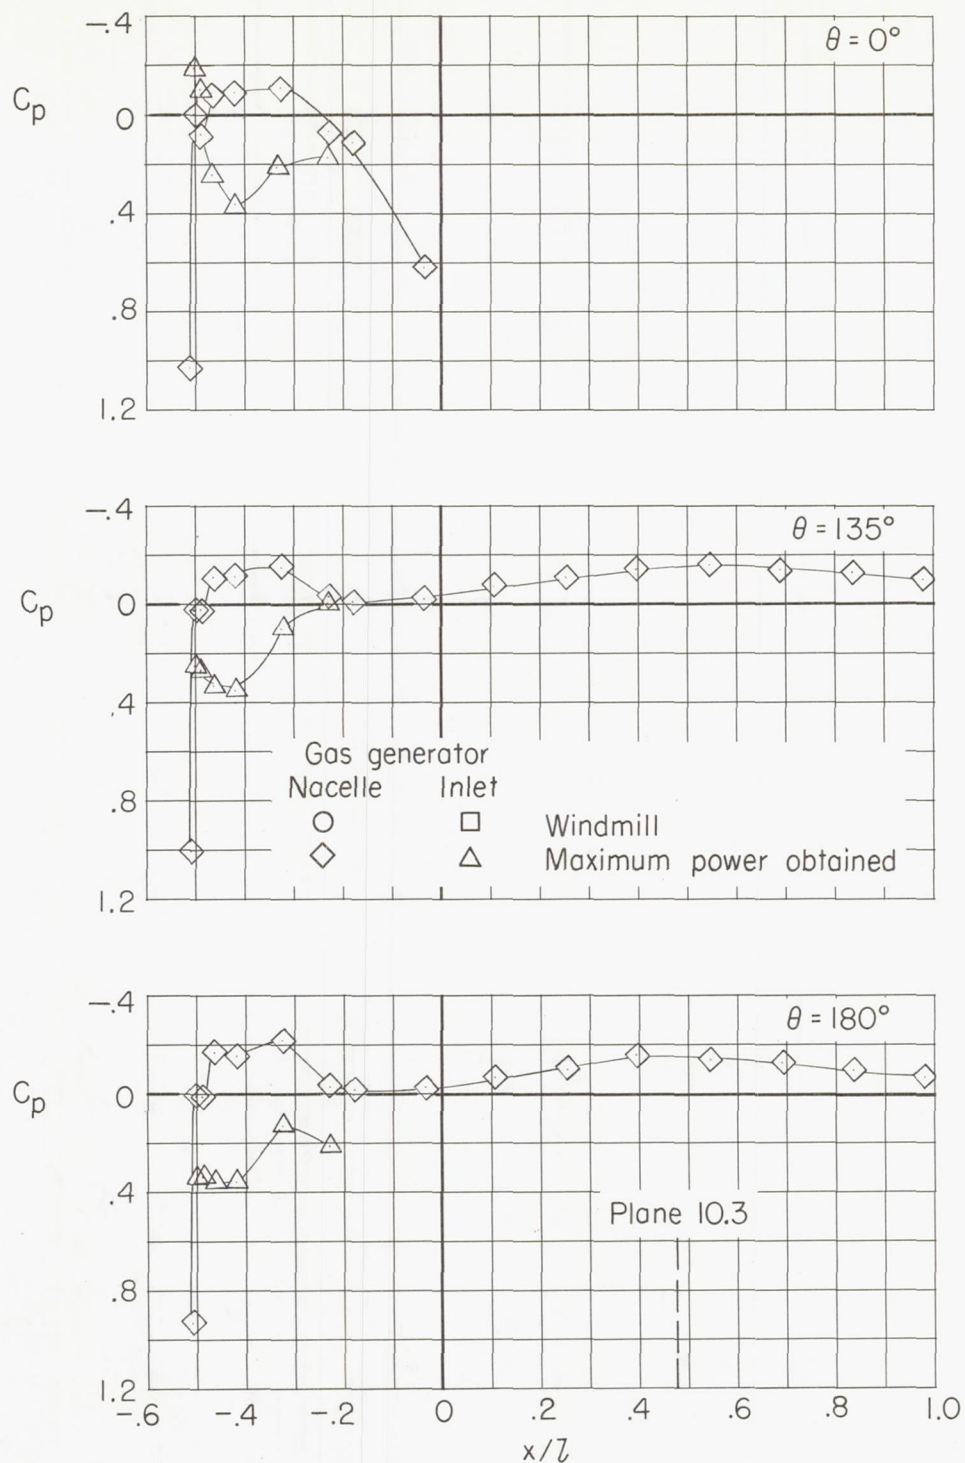 -.4
θ = 0°
Cp
0
.4
.8
1.2
-.4
θ = 135°
Cp
0
.4
Gas generator
Nacelle Inlet
.8
Windmill
Maximum power obtained
1.2
-.4
θ = 180°
Cp
0
.4
Plane 10.3
.8
1.2
-.6 -.4 -.2 0 .2 .4 .6 .8 1.0
x/l